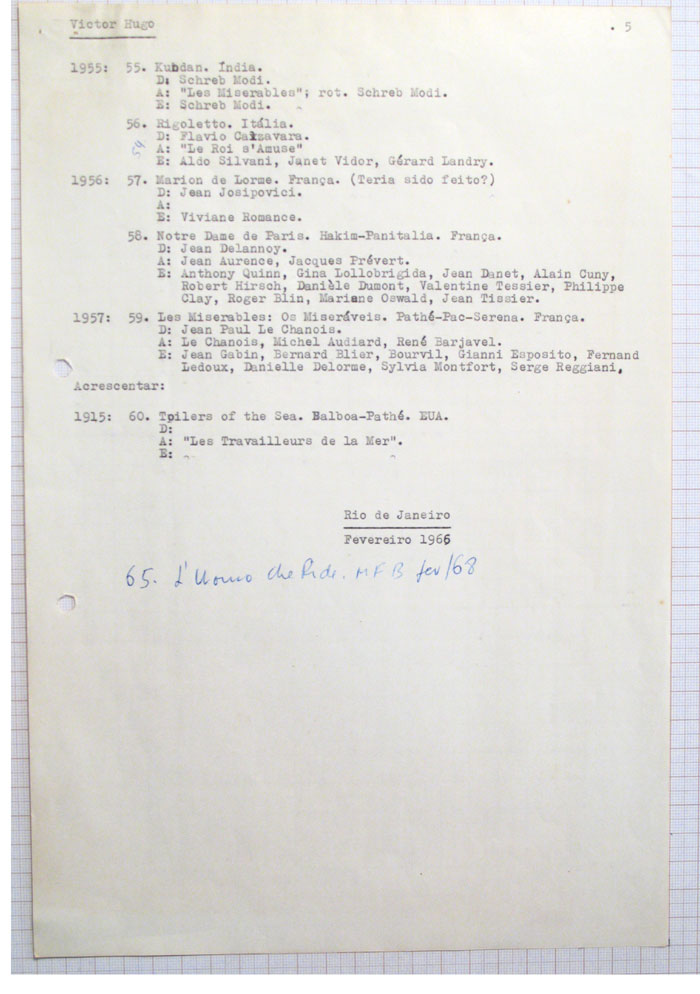 Victor Hugo . 5
1955: 55. Kundan. Índia.
D: Schreb Modi.
A: "Les Miserables"; rot. Schreb Modi.
E: Schreb Modi.
56. Rigoletto. Itália.
D: Flavio Calzavara.
54 A: "Le Roi s'Amuse"
E: Aldo Silvani, Janet Vidor, Gérard Landry.
1956: 57. Marion de Lorme. França. (Teria sido feito?)
D: Jean Josipovici.
A:
E: Viviane Romance.
58. Notre Dame de Paris. Hakim-Panitalia. França.
D: Jean Delannoy.
A: Jean Aurence, Jacques Prévert.
E: Anthony Quinn, Gina Lollobrigida, Jean Danet, Alain Cuny,
Robert Hirsch, Danièle Dumont, Valentine Tessier, Philippe
Clay, Roger Blin, Mariane Oswald, Jean Tissier.
1957: 59. Les Miserables: Os Miseráveis. Pathé-Pac-Serena. França.
D: Jean Paul Le Chanois.
A: Le Chanois, Michel Audiard, René Barjavel.
E: Jean Gabin, Bernard Blier, Bourvil, Gianni Esposito, Fernand
Ledoux, Danielle Delorme, Sylvia Montfort, Serge Reggiani.
Acrescentar:
1915: 60. Toilers of the Sea. Balboa-Pathé. EUA.
D:
A: "Les Travailleurs de la Mer".
E:
Rio de Janeiro
Fevereiro 1966
65. L'Uomo che Ride. MFB fev/68